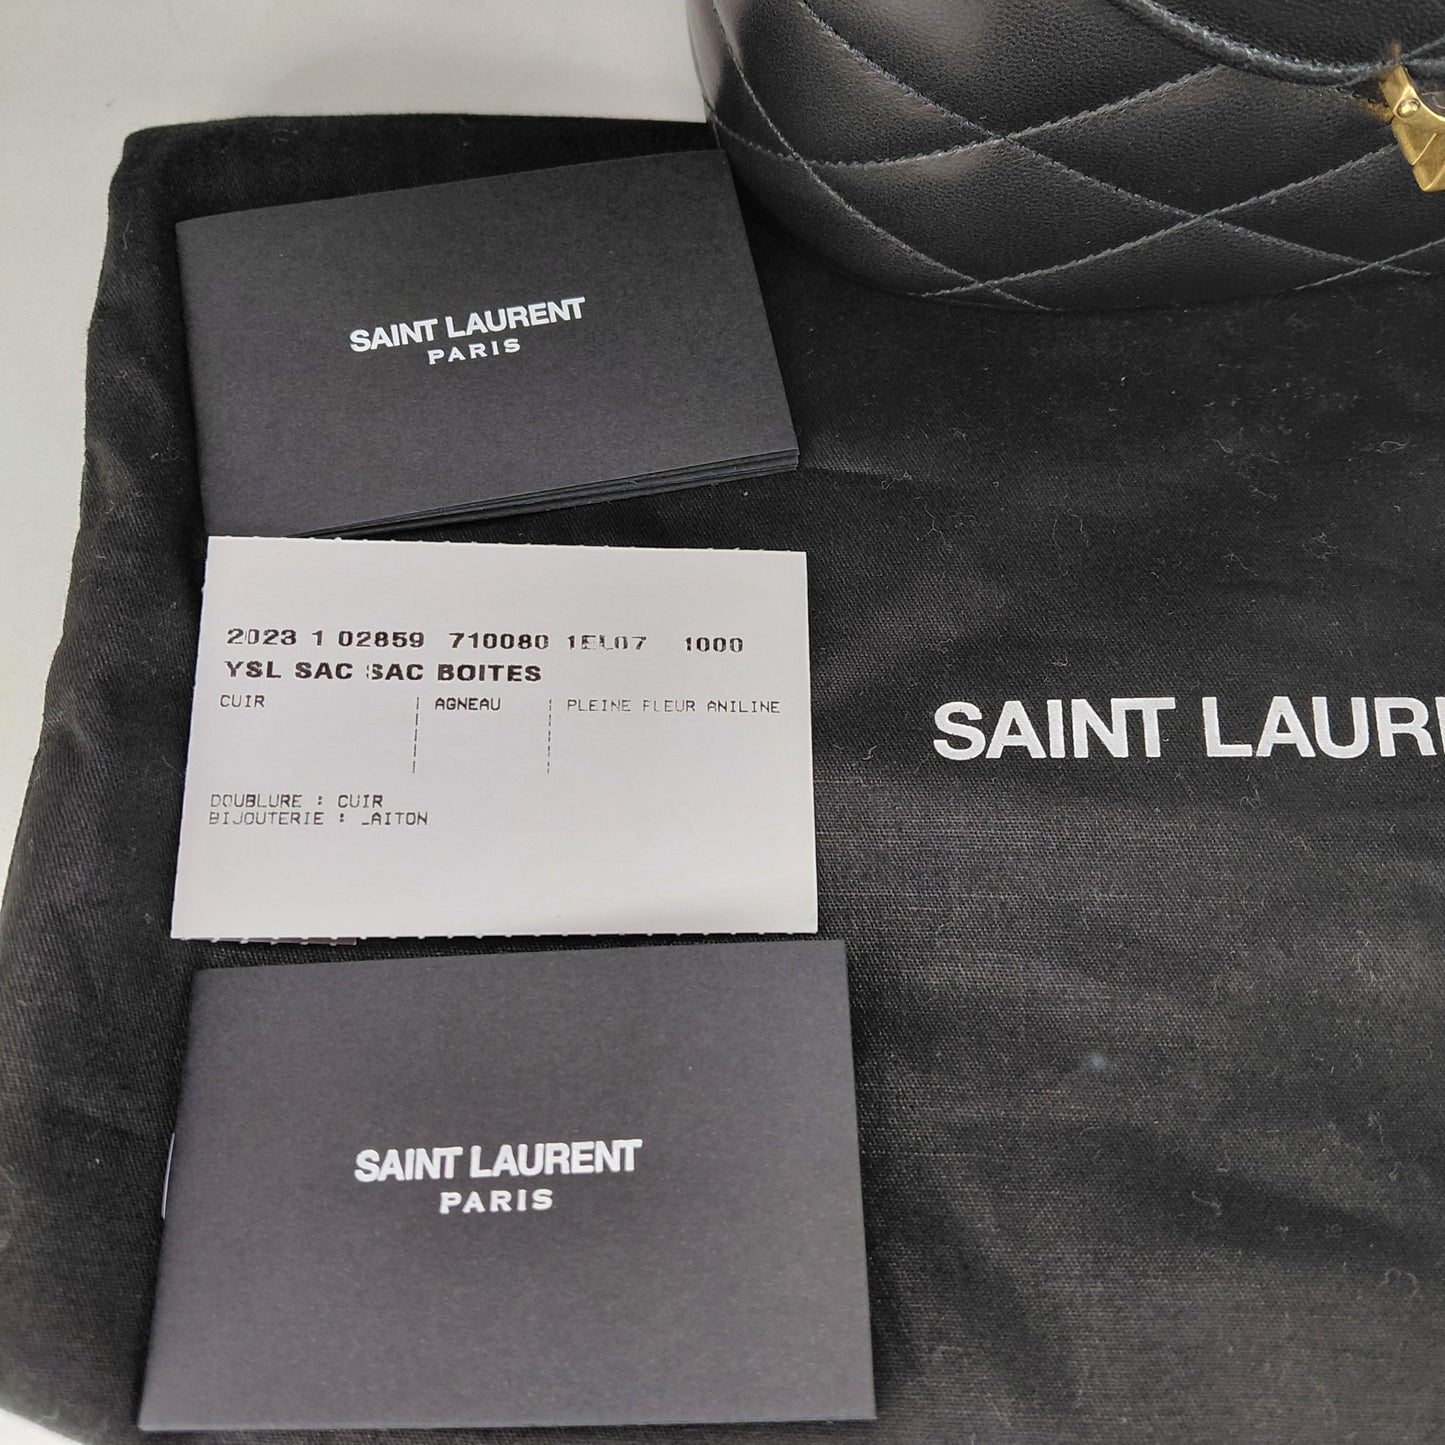 SAINT LAURENT
PARIS
2023 1 02859 710080 1EL07 1000
YSL SAC SAC BOITES
CUIR AGNEAU PLEINE FLEUR ANILINE
DOUBLURE : CUIR
BIJOUTERIE : LAITON
SAINT LAUR
SAINT LAURENT
PARIS